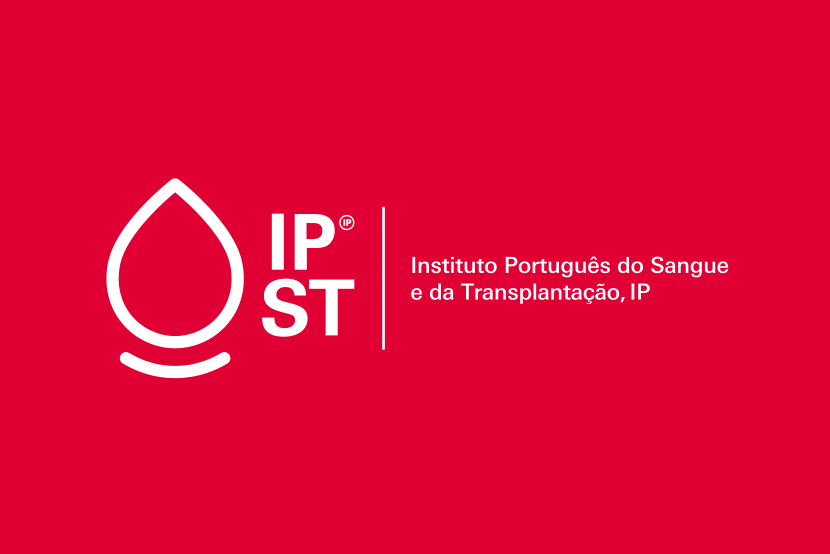 IP
IP
ST
Instituto Português do Sangue
e da Transplantação, IP